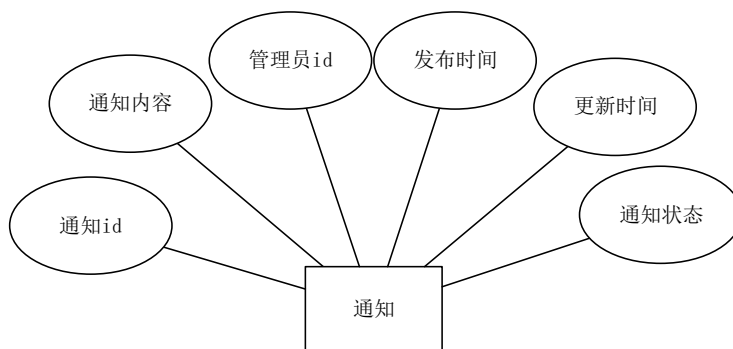 管理员id
发布时间
通知内容
更新时间
通知id
通知状态
通知